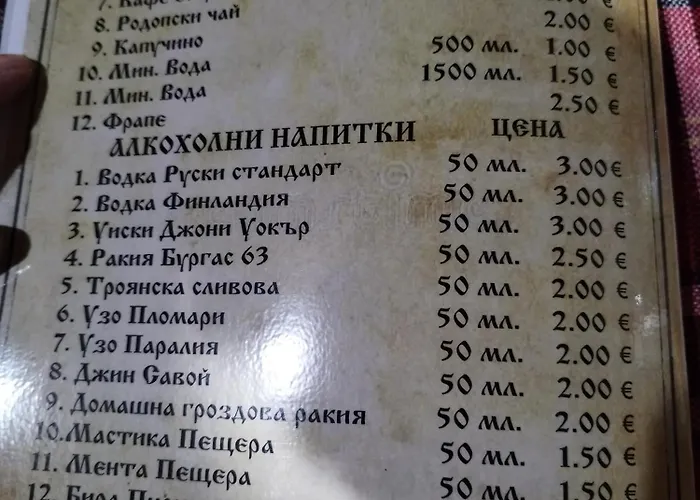 8. Родопски чай
9. Капучино 2.00 €
10. Мин. Вода 500 мл. 1.00 €
11. Мин. Вода 1500 мл. 1.50 €
12. Фрапе 2.50 €
АЛКОХОЛНИ НАПИТКИ ЦЕНА
1. Водка Руски стандарт 50 мл. 3.00€
2. Водка Финландия 50 мл. 3.00 €
3. Уиски Джони Уокър 50 мл. 3.00 €
4. Ракия Бургас 63 50 мл. 2.50 €
5. Троянска сливова 50 мл. 2.00 €
6. Узо Пломари 50 мл. 2.00 €
7. Узо Паралия 50 мл. 2.00 €
8. Джин Савой 50 мл. 2.00 €
9. Домашна гроздова ракия 50 мл. 2.00 €
10.Мастика Пещера 50 мл. 1.50 €
11. Мента Пещера 50 мл. 1.50 €
12.